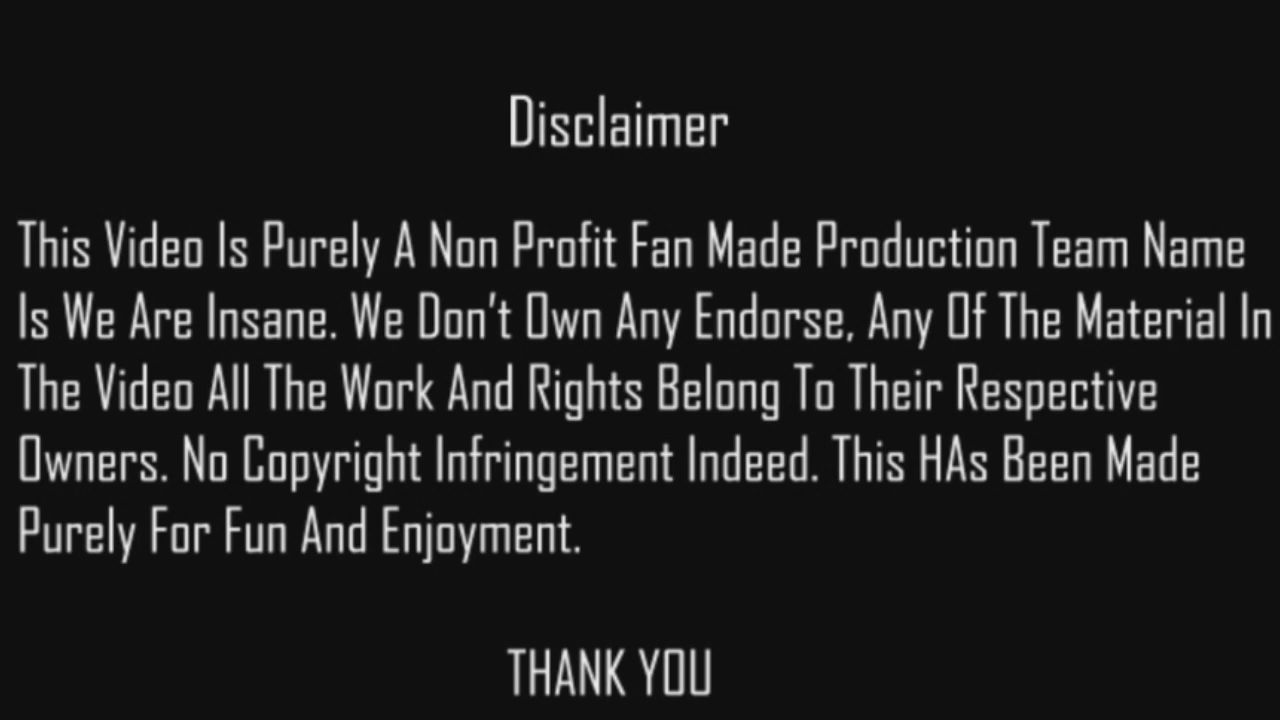 Disclaimer
This Video Is Purely A Non Profit Fan Made Production Team Name
Is We Are Insane. We Don't Own Any Endorse, Any Of The Material In
The Video All The Work And Rights Belong To Their Respective
Owners. No Copyright Infringement Indeed. This HAs Been Made
Purely For Fun And Enjoyment.
THANK YOU